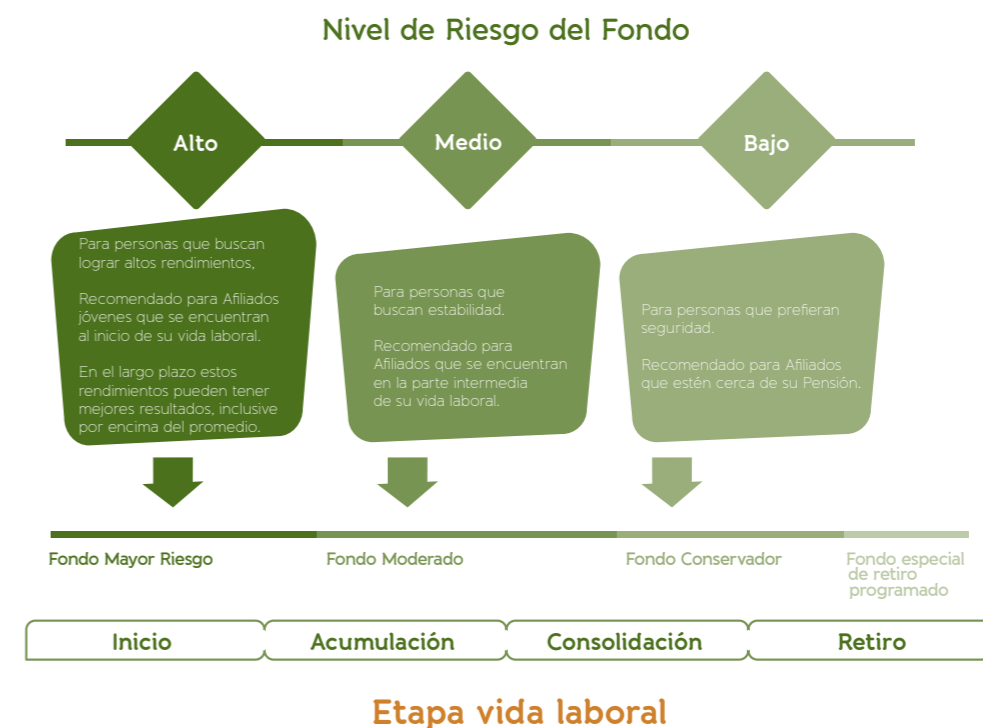 Nivel de Riesgo del Fondo
Alto
Medio
Bajo
Para personas que buscan
lograr altos rendimientos,
Recomendado para Afiliados
jóvenes que se encuentran
al inicio de su vida laboral.
En el largo plazo estos
rendimientos pueden tener
mejores resultados, inclusive
por encima del promedio.
Para personas que
buscan estabilidad.
Recomendado para
Afiliados que se encuentran
en la parte intermedia
de su vida laboral.
Para personas que prefieran
seguridad.
Recomendado para Afiliados
que estén cerca de su Pensión.
Fondo Mayor Riesgo
Fondo Moderado
Fondo Conservador
Fondo especial
de retiro
programado
Inicio
Acumulación
Consolidación
Retiro
Etapa vida laboral